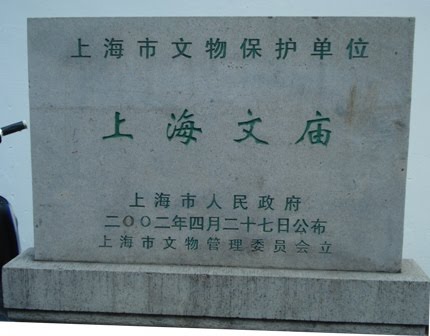 上海市文物保护单位
上海文庙
上海市人民政府
二〇〇二年四月二十七日公布
上海市文物管理委员会立